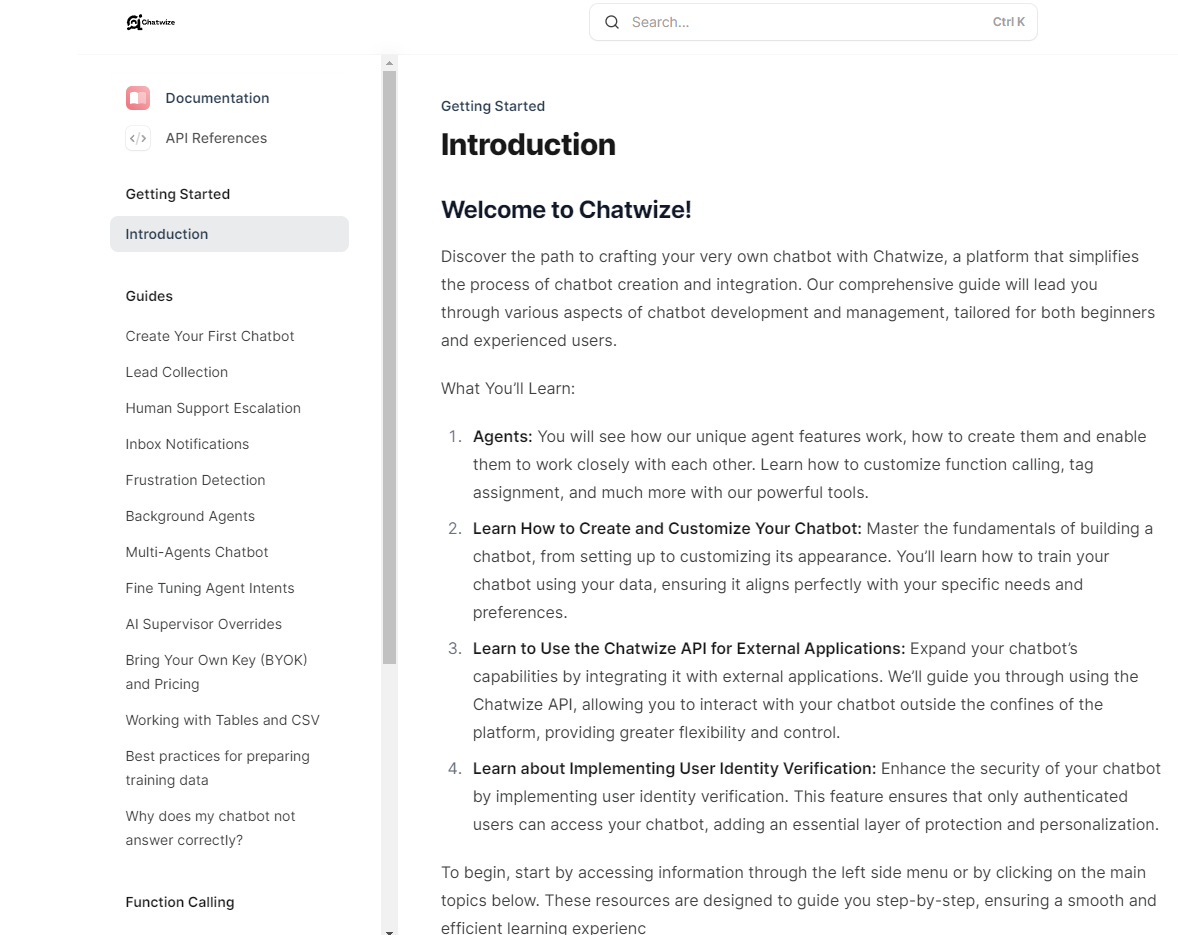 Chatwize
Search...
Ctrl K
Documentation
</> API References
Getting Started
Introduction
Guides
Create Your First Chatbot
Lead Collection
Human Support Escalation
Inbox Notifications
Frustration Detection
Background Agents
Multi-Agents Chatbot
Fine Tuning Agent Intents
AI Supervisor Overrides
Bring Your Own Key (BYOK)
and Pricing
Working with Tables and CSV
Best practices for preparing
training data
Why does my chatbot not
answer correctly?
Function Calling
Getting Started
Introduction
Welcome to Chatwize!
Discover the path to crafting your very own chatbot with Chatwize, a platform that simplifies
the process of chatbot creation and integration. Our comprehensive guide will lead you
through various aspects of chatbot development and management, tailored for both beginners
and experienced users.
What You’ll Learn:
1. Agents: You will see how our unique agent features work, how to create them and enable
them to work closely with each other. Learn how to customize function calling, tag
assignment, and much more with our powerful tools.
2. Learn How to Create and Customize Your Chatbot: Master the fundamentals of building a
chatbot, from setting up to customizing its appearance. You’ll learn how to train your
chatbot using your data, ensuring it aligns perfectly with your specific needs and
preferences.
3. Learn to Use the Chatwize API for External Applications: Expand your chatbot’s
capabilities by integrating it with external applications. We’ll guide you through using the
Chatwize API, allowing you to interact with your chatbot outside the confines of the
platform, providing greater flexibility and control.
4. Learn about Implementing User Identity Verification: Enhance the security of your chatbot
by implementing user identity verification. This feature ensures that only authenticated
users can access your chatbot, adding an essential layer of protection and personalization.
To begin, start by accessing information through the left side menu or by clicking on the main
topics below. These resources are designed to guide you step-by-step, ensuring a smooth and
efficient learning experienc